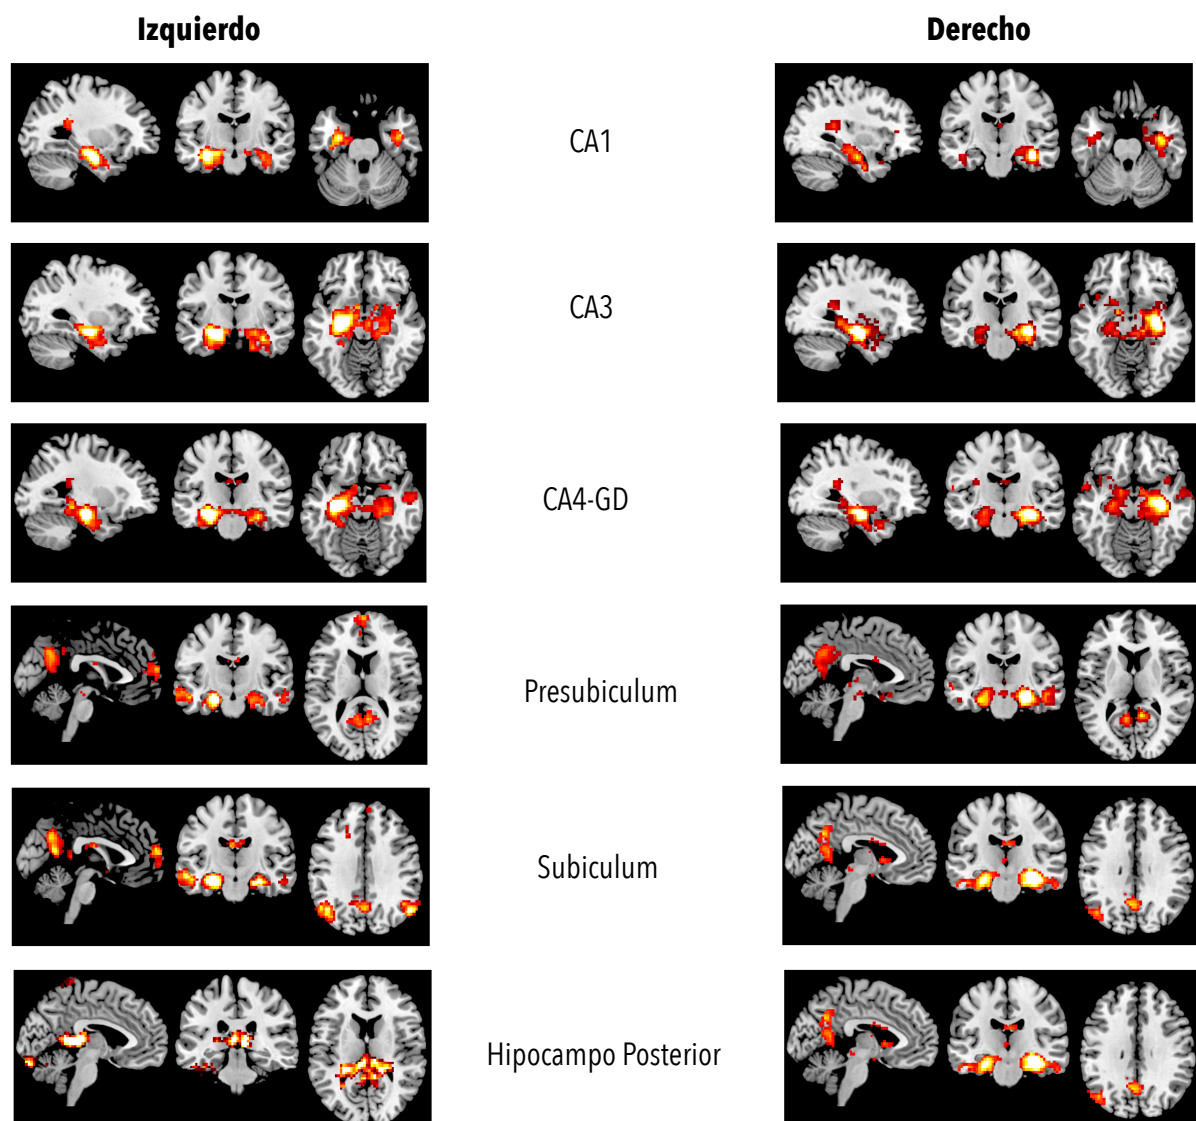 Izquierdo
Derecho
CA1
CA3
CA4-GD
Presubiculum
Subiculum
Hipocampo Posterior